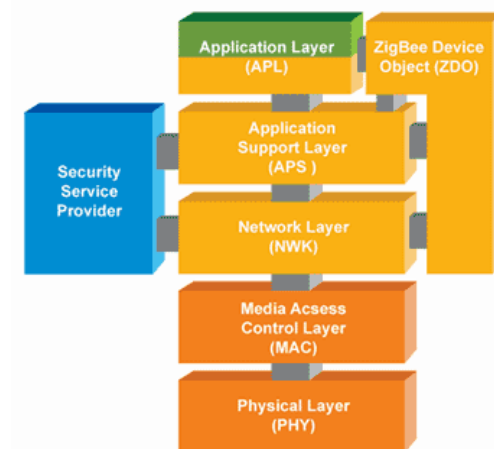 Application Layer
(APL)
ZigBee Device
Object (ZDO)
Application
Support Layer
(APS )
Security
Service
Provider
Network Layer
(NWK)
Media Acsess
Control Layer
(MAC)
Physical Layer
(PHY)